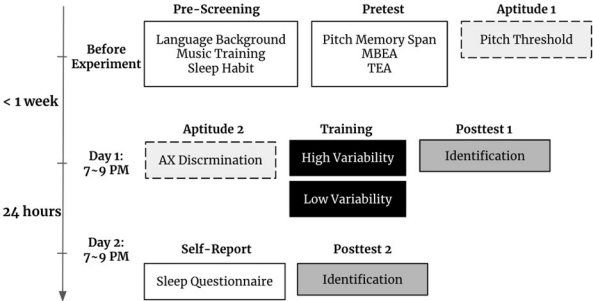 Pre-Screening Pretest Aptitude 1
Before Experiment
Language Background
Music Training
Sleep Habit
Pitch Memory Span
MBEA
TEA
Pitch Threshold
< 1 week
Aptitude 2 Training Posttest 1
Day 1:
7~9 PM
AX Discrmination
High Variability
Identification
Low Variability
24 hours
Day 2:
7~9 PM
Self-Report Posttest 2
Sleep Questionnaire
Identification